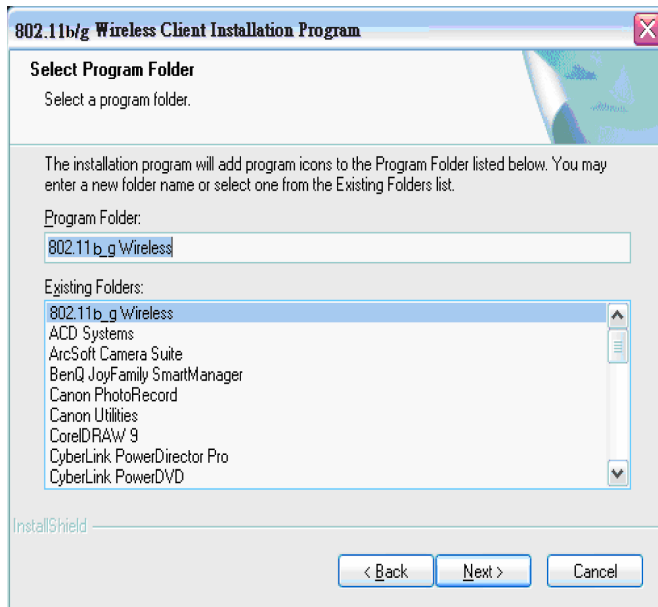 802.11b/g Wireless Client Installation Program
Select Program Folder
Select a program folder.
The installation program will add program icons to the Program Folder listed below. You may
enter a new folder name or select one from the Existing Folders list.
Program Folder:
802.11b_g Wireless
Existing Folders:
802.11b_g Wireless
ACD Systems
ArcSoft Camera Suite
BenQ JoyFamily SmartManager
Canon PhotoRecord
Canon Utilities
CorelDRAW 9
CyberLink PowerDirector Pro
CyberLink PowerDVD
InstallShield
< Back Next > Cancel